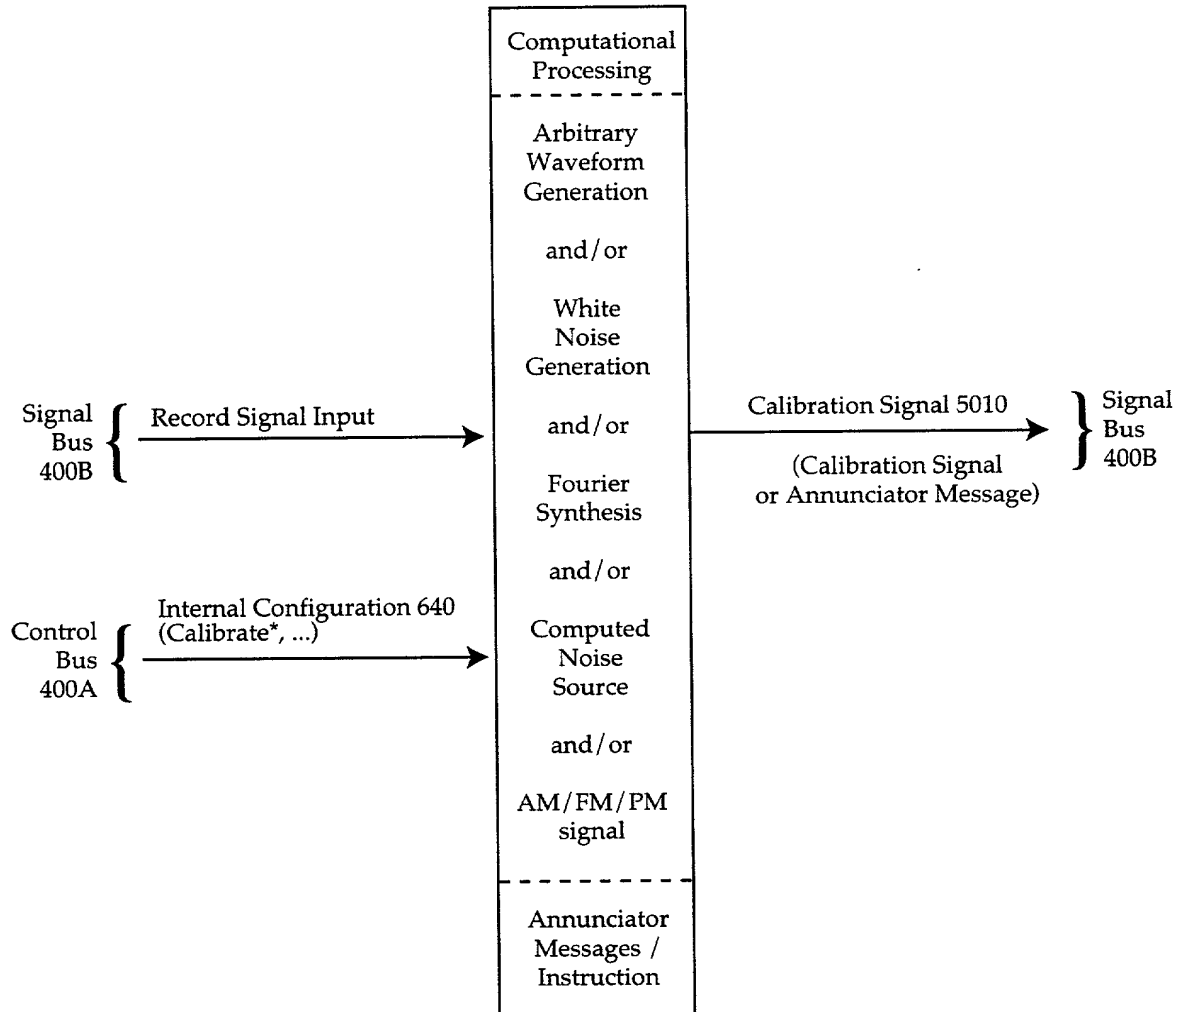 Computational
Processing
Arbitrary
Waveform
Generation
and/or
White
Noise
Generation
and/or
Fourier
Synthesis
and/or
Computed
Noise
Source
and/or
AM/FM/PM
signal
Annunciator
Messages /
Instruction
Signal
Bus
400B
Record Signal Input
Control
Bus
400A
Internal Configuration 640
(Calibrate*, ...)
Calibration Signal 5010
(Calibration Signal
or Annunciator Message)
Signal
Bus
400B